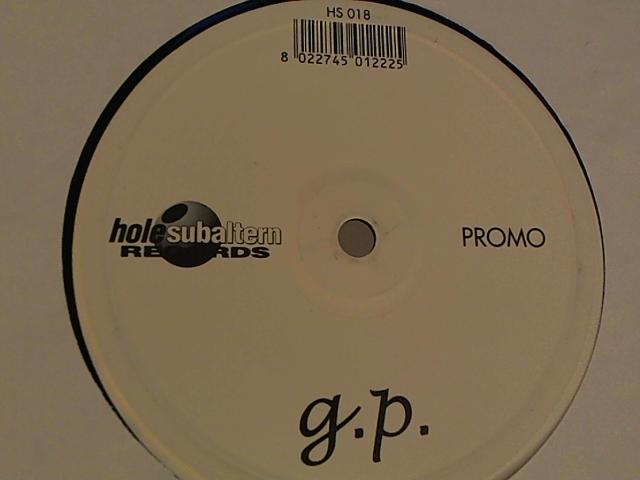 HS 018
8 022745 012225
holesubaltern
RECORDS
PROMO
g.p.